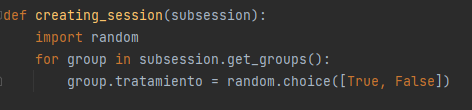 def creating_session(subsession):
    import random
    for group in subsession.get_groups():
        group.tratamiento = random.choice([True, False])